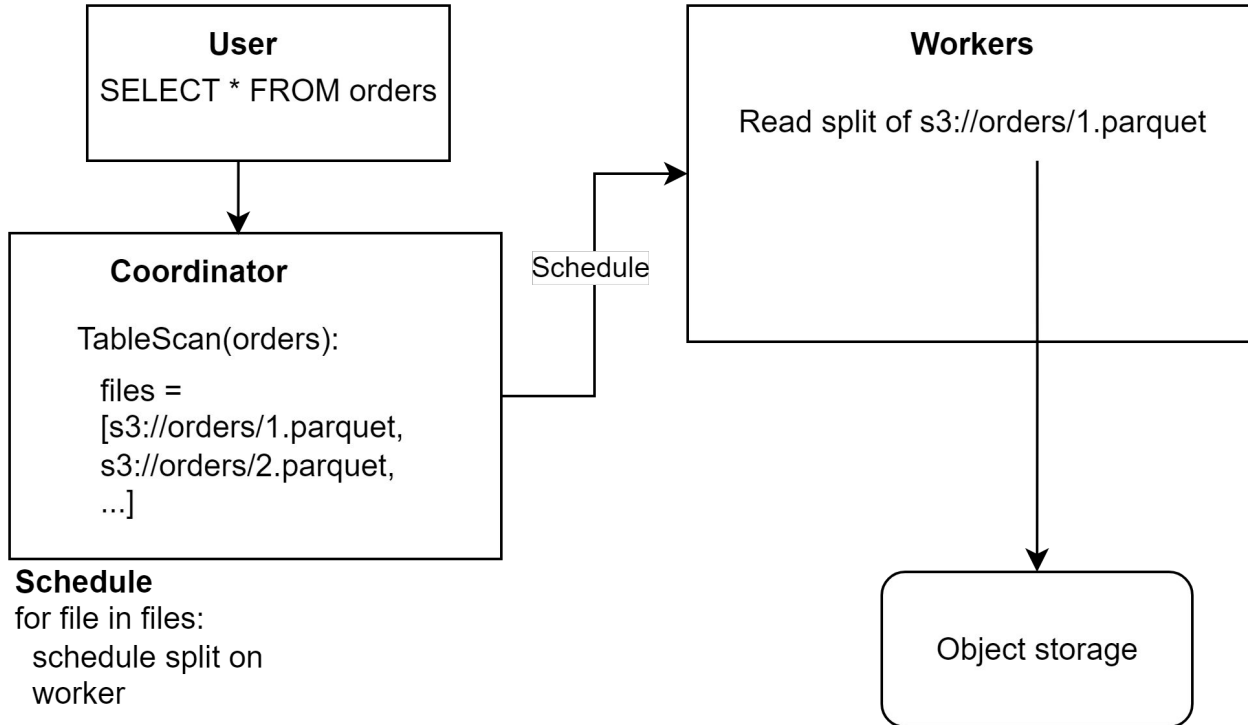 User
SELECT * FROM orders
Coordinator
TableScan(orders):
files =
[s3://orders/1.parquet,
s3://orders/2.parquet,
...]
Schedule
for file in files:
schedule split on
worker
Schedule
Workers
Read split of s3://orders/1.parquet
Object storage